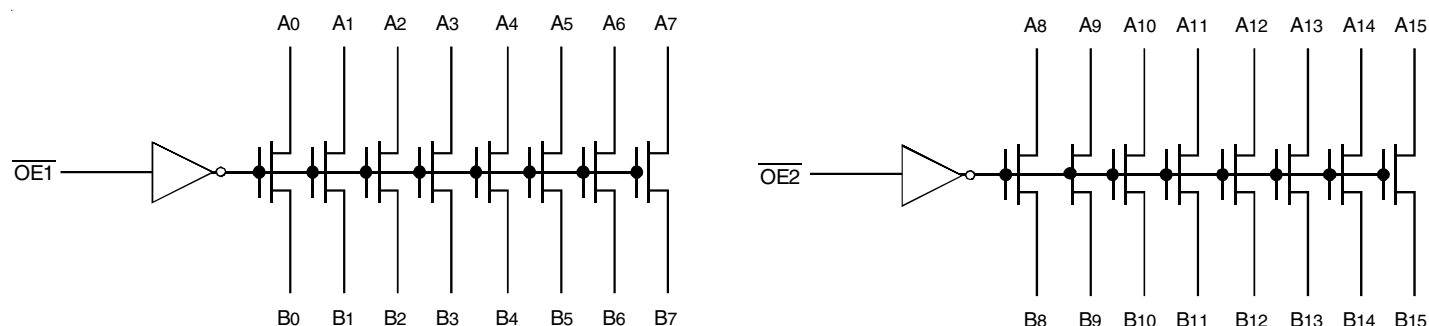 A0 A1 A2 A3 A4 A5 A6 A7
A8 A9 A10 A11 A12 A13 A14 A15
OE1
OE2
B0 B1 B2 B3 B4 B5 B6 B7
B8 B9 B10 B11 B12 B13 B14 B15